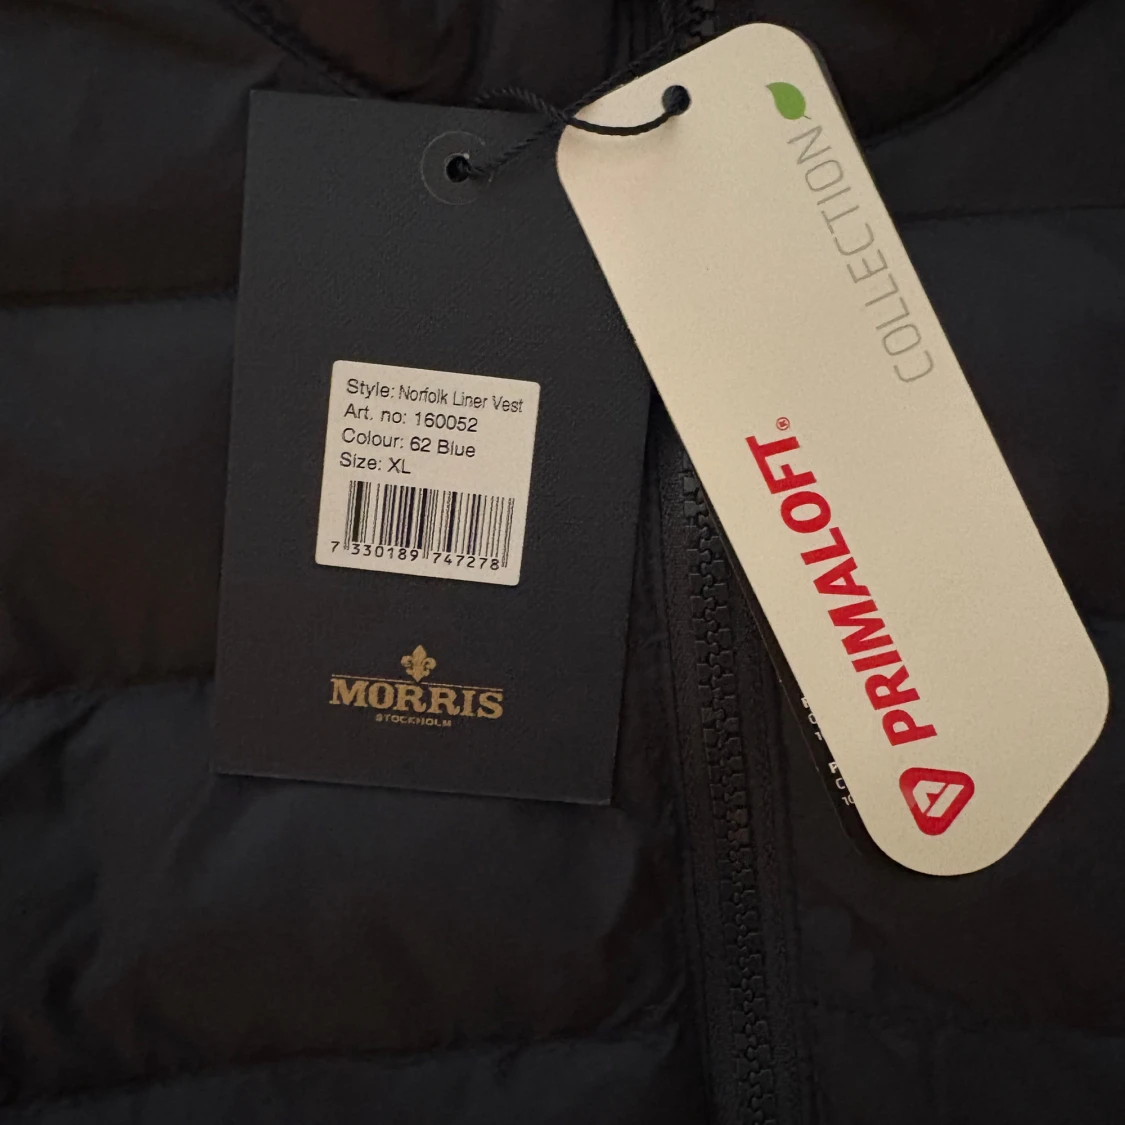 Style: Norfolk Liner Vest
Art. no: 160052
Colour: 62 Blue
Size: XL
7 330189 747278
MORRIS
STOCKHOLM
PRIMALOFT®
COLLECTION